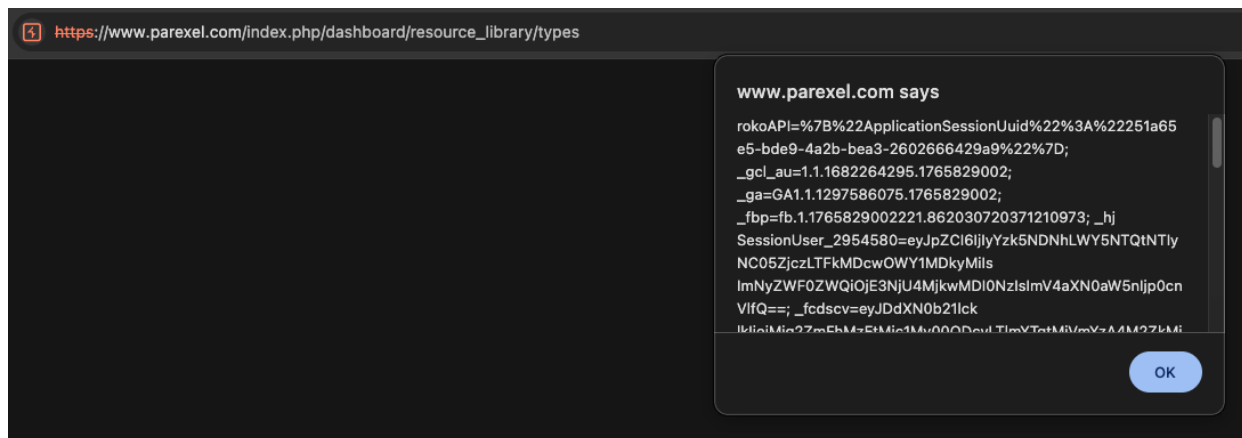 https://www.parexel.com/index.php/dashboard/resource_library/types
www.parexel.com says
rokoAPI=%7B%22ApplicationSessionUuid%22%3A%22251a65
e5-bde9-4a2b-bea3-2602666429a9%22%7D;
_gcl_au=1.1.1682264295.1765829002;
_ga=GA1.1.1297586075.1765829002;
_fbp=fb.1.1765829002221.862030720371210973; _hj
SessionUser_2954580=eyJpZCI6IjIyYzk5NDNhLWY5NTQtNTIy
NC05ZjczLTFkMDcwOWY1MDkyMiIs
ImNyZWF0ZWQiOjE3NjU4MjkwMDI0NzIsImV4aXN0aW5nIjp0cn
VlfQ==; _fcdscv=eyJDdXN0b21lck
OK